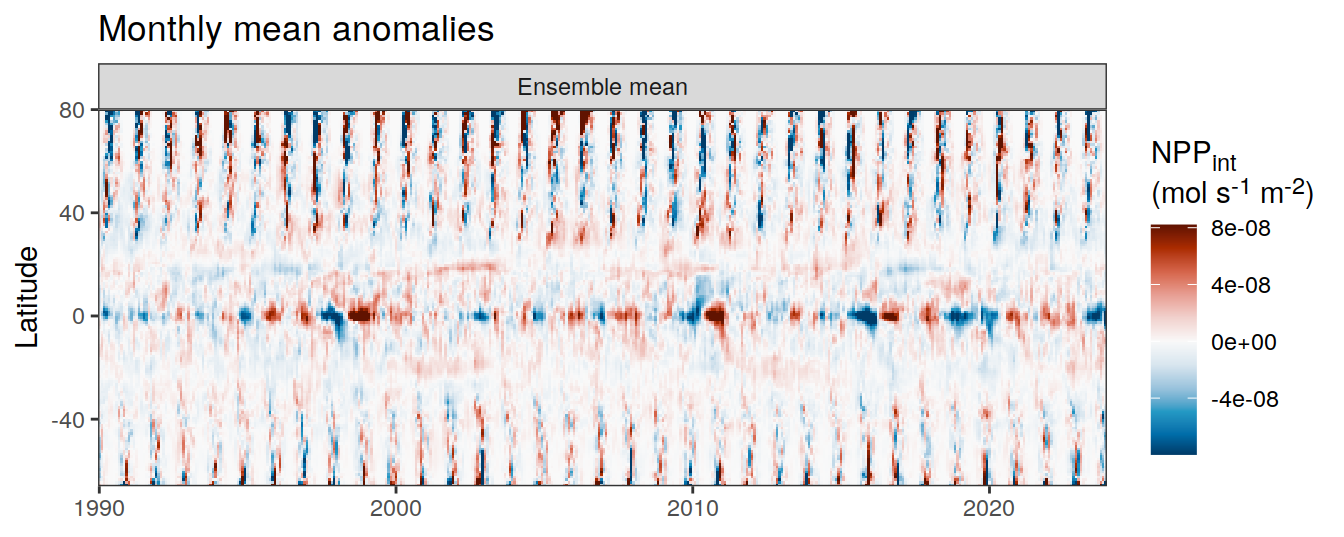 Monthly mean anomalies
Ensemble mean
80
40
0
-40
Latitude
1990 2000 2010 2020
NPPint
(mol s-1 m-2)
8e-08
4e-08
0e+00
-4e-08